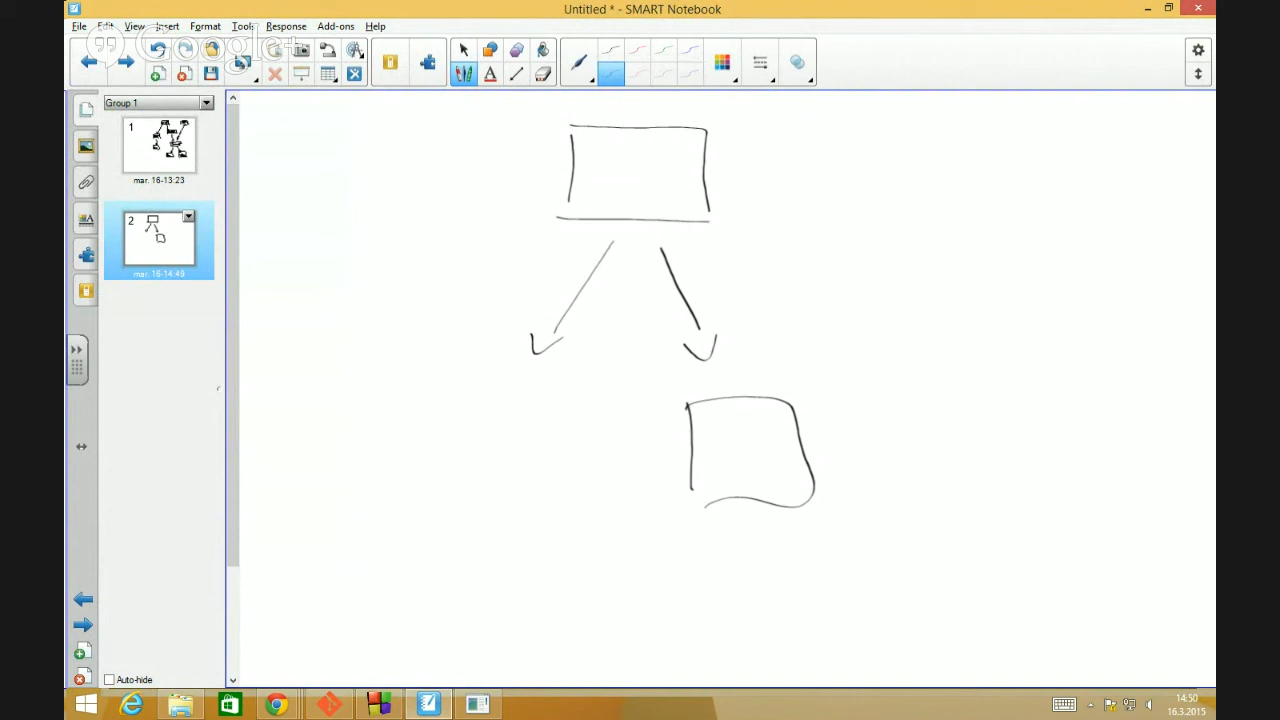 Untitled * - SMART Notebook
File Edit View Insert Format Tools Response Add-ons Help
Google+
Group 1
1
mar. 16-13:23
2
mar. 16-14:49
Auto-hide
14:50
16.3.2015